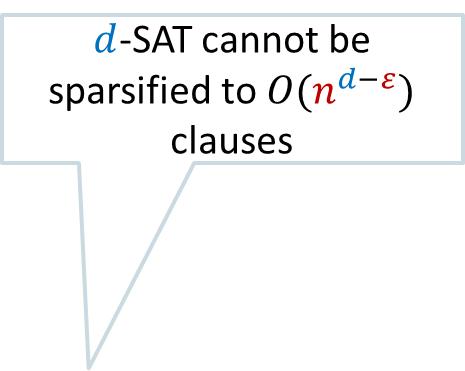 d-SAT cannot be
sparsified to O(n^{d−ε})
clauses